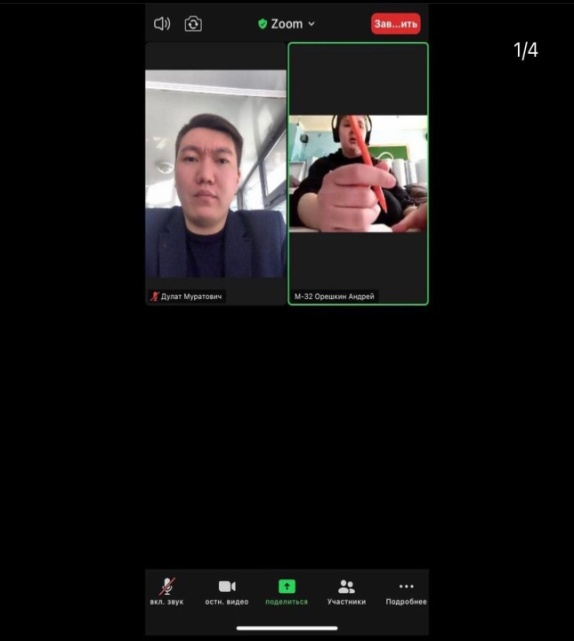 Zoom
Зав...ить
1/4
Дулат Муратович
М-32 Орешкин Андрей
вкл. звук
остн. видео
поделиться
Участники
Подробнее